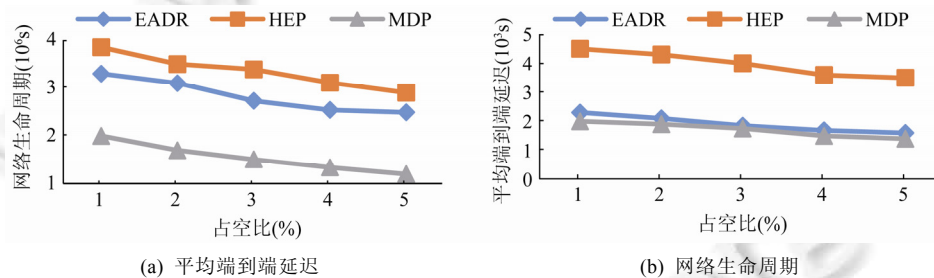 EADR HEP MDP
网络生命周期(10⁶s)
4
3
2
1
1 2 3 4 5
占空比(%)
(a) 平均端到端延迟
EADR HEP MDP
平均端到端延迟(10³s)
5
4
3
2
1
0
1 2 3 4 5
占空比(%)
(b) 网络生命周期